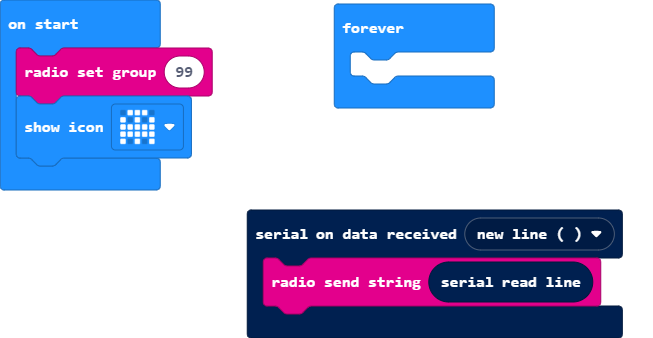 on start
radio set group 99
show icon
forever
serial on data received new line ( )
radio send string serial read line